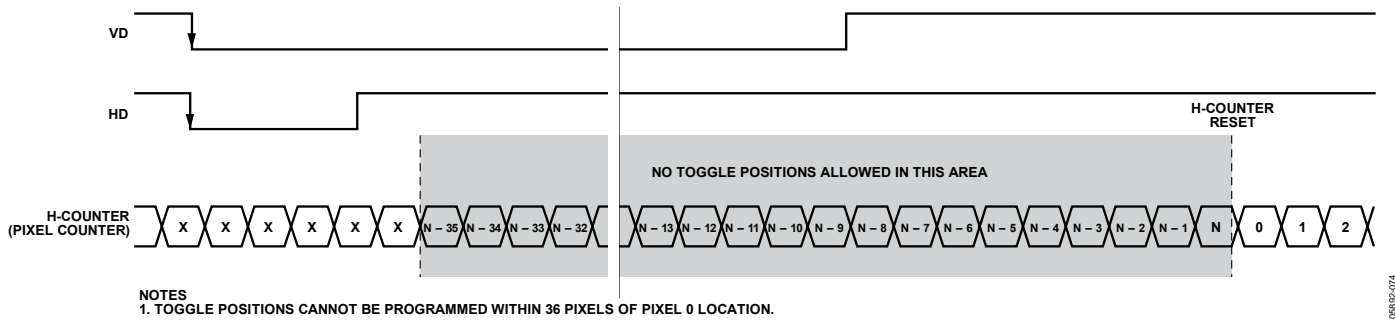 VD
HD
H-COUNTER
RESET
NO TOGGLE POSITIONS ALLOWED IN THIS AREA
H-COUNTER
(PIXEL COUNTER)
X X X X X X N – 35 N – 34 N – 33 N – 32 N – 13 N – 12 N – 11 N – 10 N – 9 N – 8 N – 7 N – 6 N – 5 N – 4 N – 3 N – 2 N – 1 N 0 1 2
NOTES
1. TOGGLE POSITIONS CANNOT BE PROGRAMMED WITHIN 36 PIXELS OF PIXEL 0 LOCATION.
05892-074